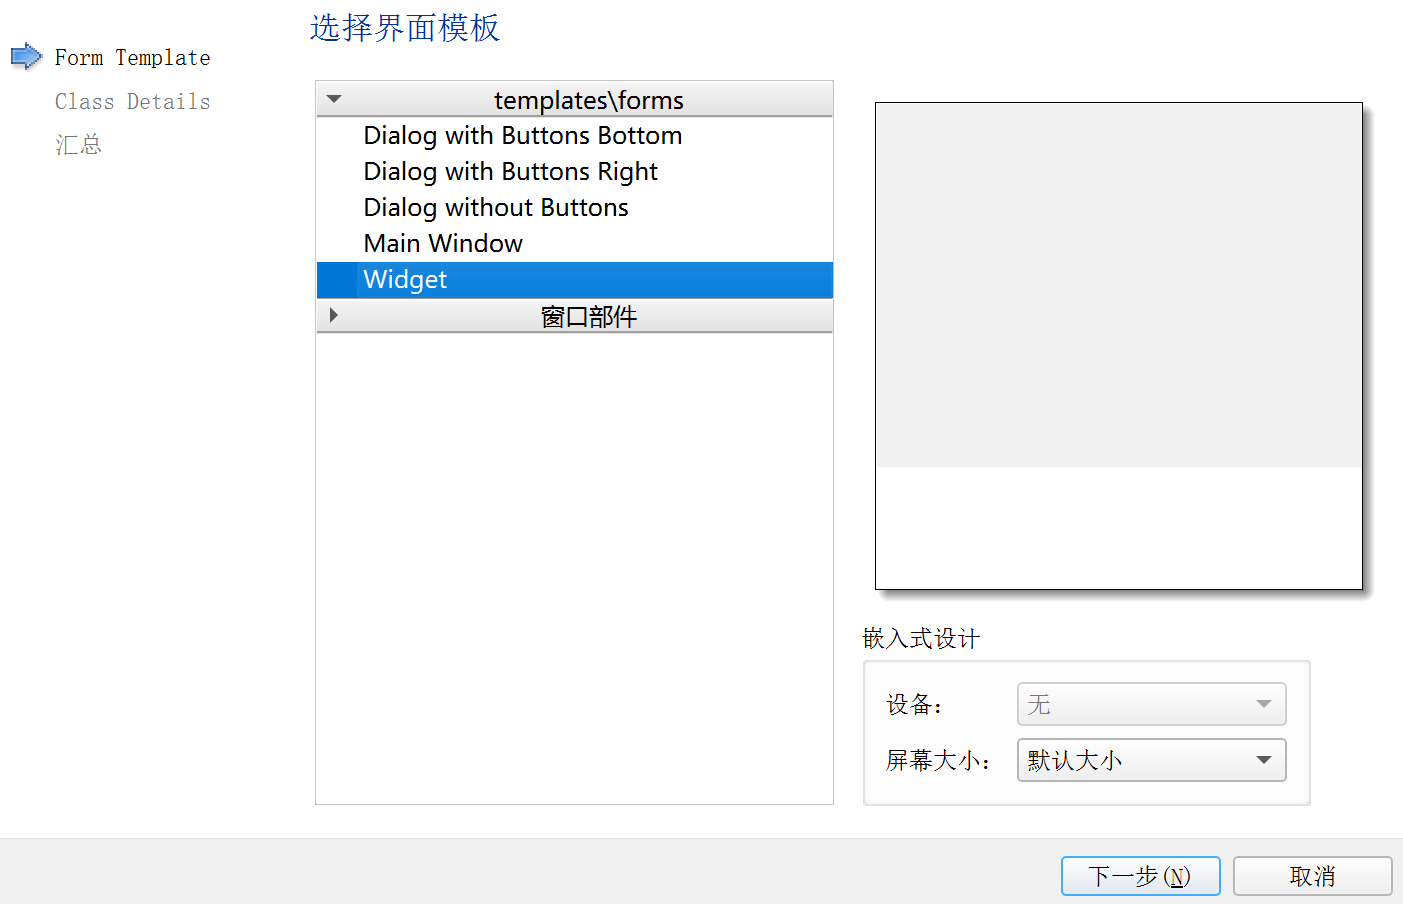 选择界面模板
Form Template
Class Details
汇总
templates\forms
Dialog with Buttons Bottom
Dialog with Buttons Right
Dialog without Buttons
Main Window
Widget
窗口部件
嵌入式设计
设备：
无
屏幕大小：
默认大小
下一步(N)
取消